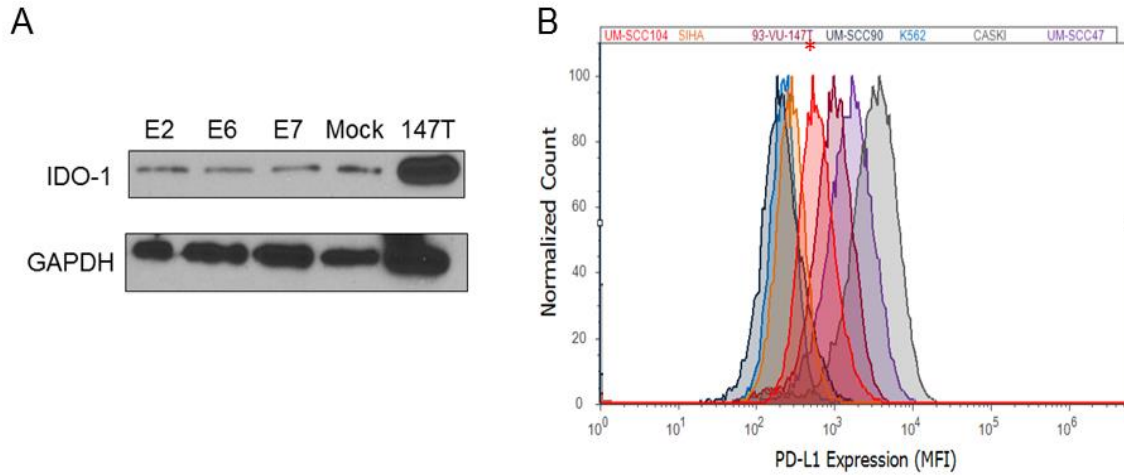 A
E2 E6 E7 Mock 147T
IDO-1
GAPDH
B
UM-SCC104 SIHA 93-VU-147T UM-SCC90 K562 CASKI UM-SCC47
*
Normalized Count
100
80
60
40
20
0
10^0 10^1 10^2 10^3 10^4 10^5 10^6
PD-L1 Expression (MFI)